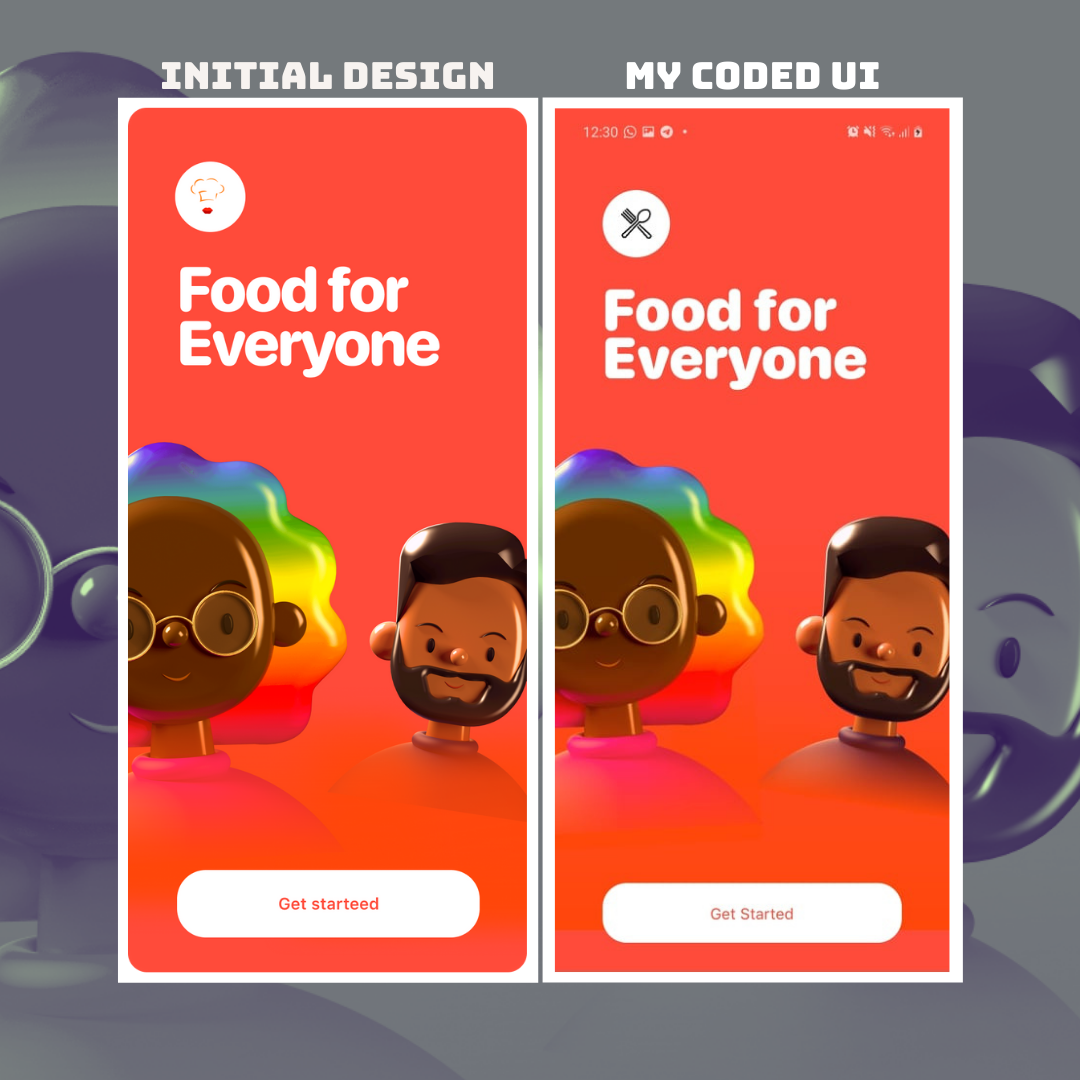 INITIAL DESIGN
MY CODED UI
Food for
Everyone
Get starteed
12:30
Food for
Everyone
Get Started